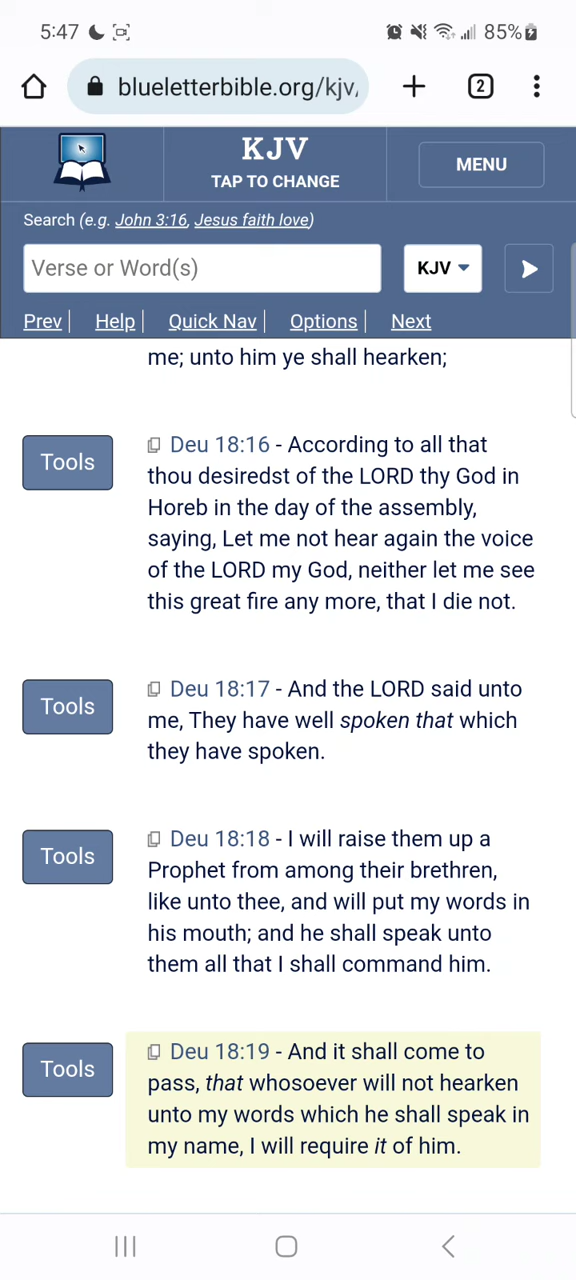 5:47
85%
blueletterbible.org/kjv,
2
KJV
TAP TO CHANGE
MENU
Search (e.g. John 3:16, Jesus faith love)
Verse or Word(s)
KJV
Prev | Help | Quick Nav | Options | Next
me; unto him ye shall hearken;
Tools
Deu 18:16 - According to all that
thou desiredst of the LORD thy God in
Horeb in the day of the assembly,
saying, Let me not hear again the voice
of the LORD my God, neither let me see
this great fire any more, that I die not.
Tools
Deu 18:17 - And the LORD said unto
me, They have well spoken that which
they have spoken.
Tools
Deu 18:18 - I will raise them up a
Prophet from among their brethren,
like unto thee, and will put my words in
his mouth; and he shall speak unto
them all that I shall command him.
Tools
Deu 18:19 - And it shall come to
pass, that whosoever will not hearken
unto my words which he shall speak in
my name, I will require it of him.